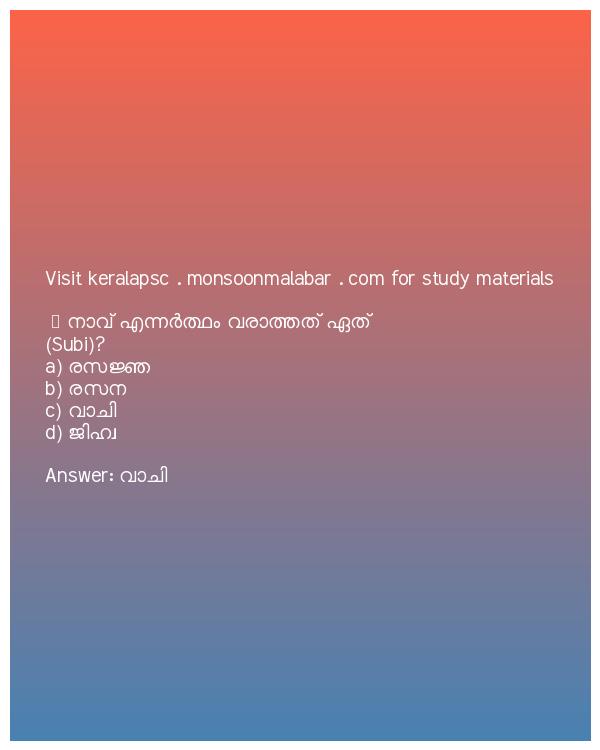 Visit keralapsc . monsoonmalabar . com for study materials
നാവ് എന്നർത്ഥം വരാത്തത് ഏത്
(Subi)?
a) രസജ്ഞ
b) രസന
c) വാചി
d) ജിഹ്വ
Answer: വാചി